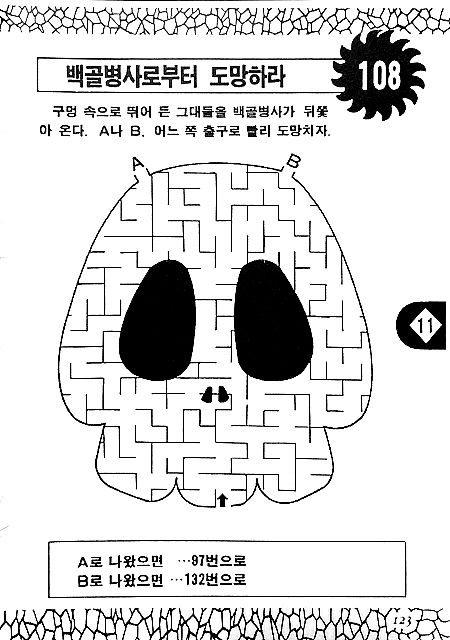 백골병사로부터 도망하라
108
구멍 속으로 뛰어 든 그대들을 백골병사가 뒤쫓
아 온다. A나 B, 어느 쪽 출구로 빨리 도망치자.
A
B
11
A로 나왔으면 …97번으로
B로 나왔으면 …132번으로
123